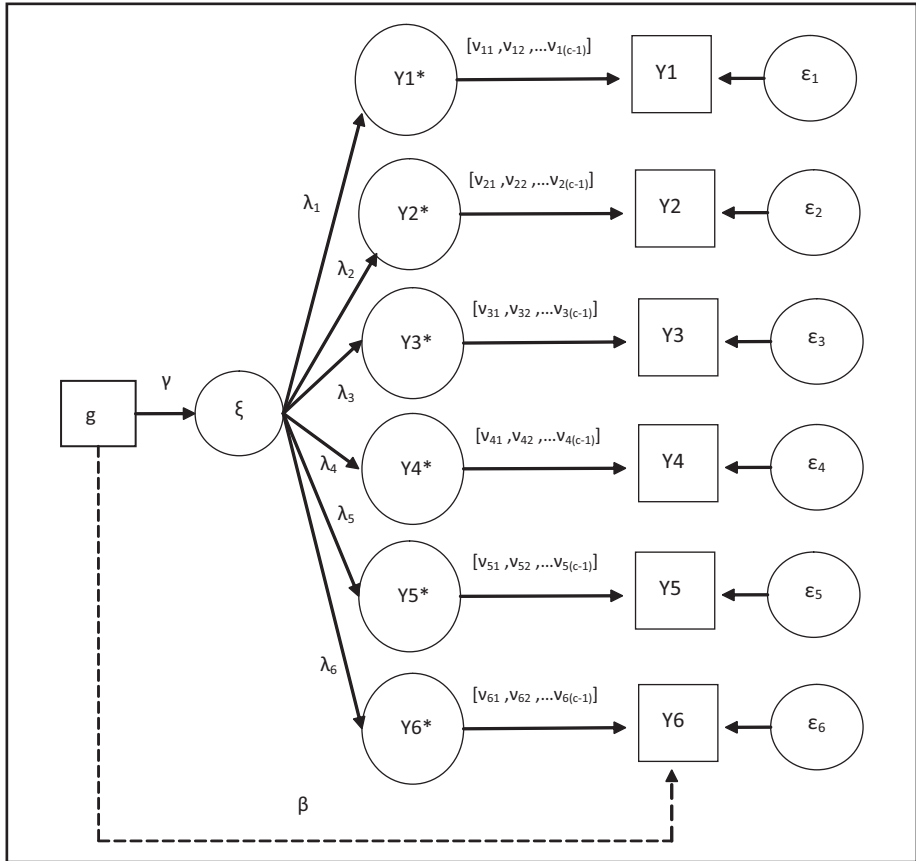 [ν11 ,ν12 ,...ν1(c-1)]
Y1*
Y1
ε1
λ1
[ν21 ,ν22 ,...ν2(c-1)]
Y2*
Y2
ε2
λ2
[ν31 ,ν32 ,...ν3(c-1)]
Y3*
Y3
ε3
λ3
γ
g
ξ
[ν41 ,ν42 ,...ν4(c-1)]
Y4*
Y4
ε4
λ4
λ5
[ν51 ,ν52 ,...ν5(c-1)]
Y5*
Y5
ε5
λ6
[ν61 ,ν62 ,...ν6(c-1)]
Y6*
Y6
ε6
β